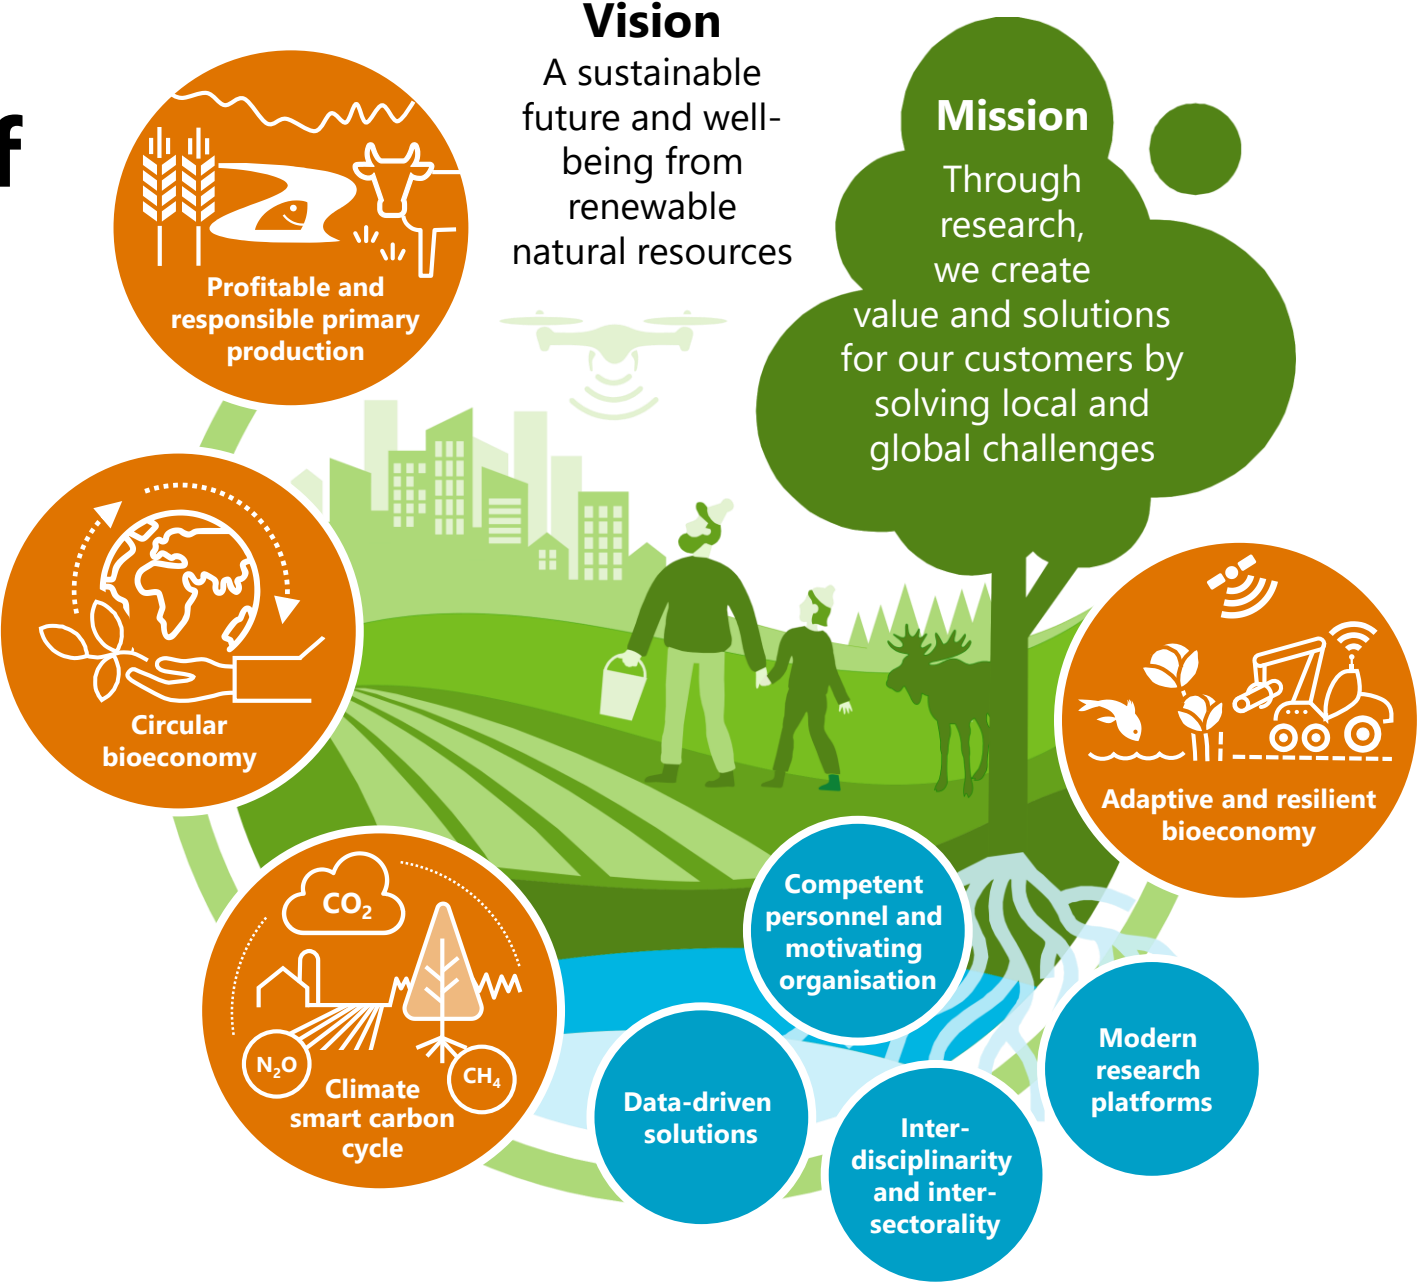 f
Vision
A sustainable
future and well-
being from
renewable
natural resources
Mission
Through
research,
we create
value and solutions
for our customers by
solving local and
global challenges
Profitable and
responsible primary
production
Circular
bioeconomy
Adaptive and resilient
bioeconomy
CO₂
N₂O
CH₄
Climate
smart carbon
cycle
Competent
personnel and
motivating
organisation
Data-driven
solutions
Inter-
disciplinarity
and inter-
sectorality
Modern
research
platforms